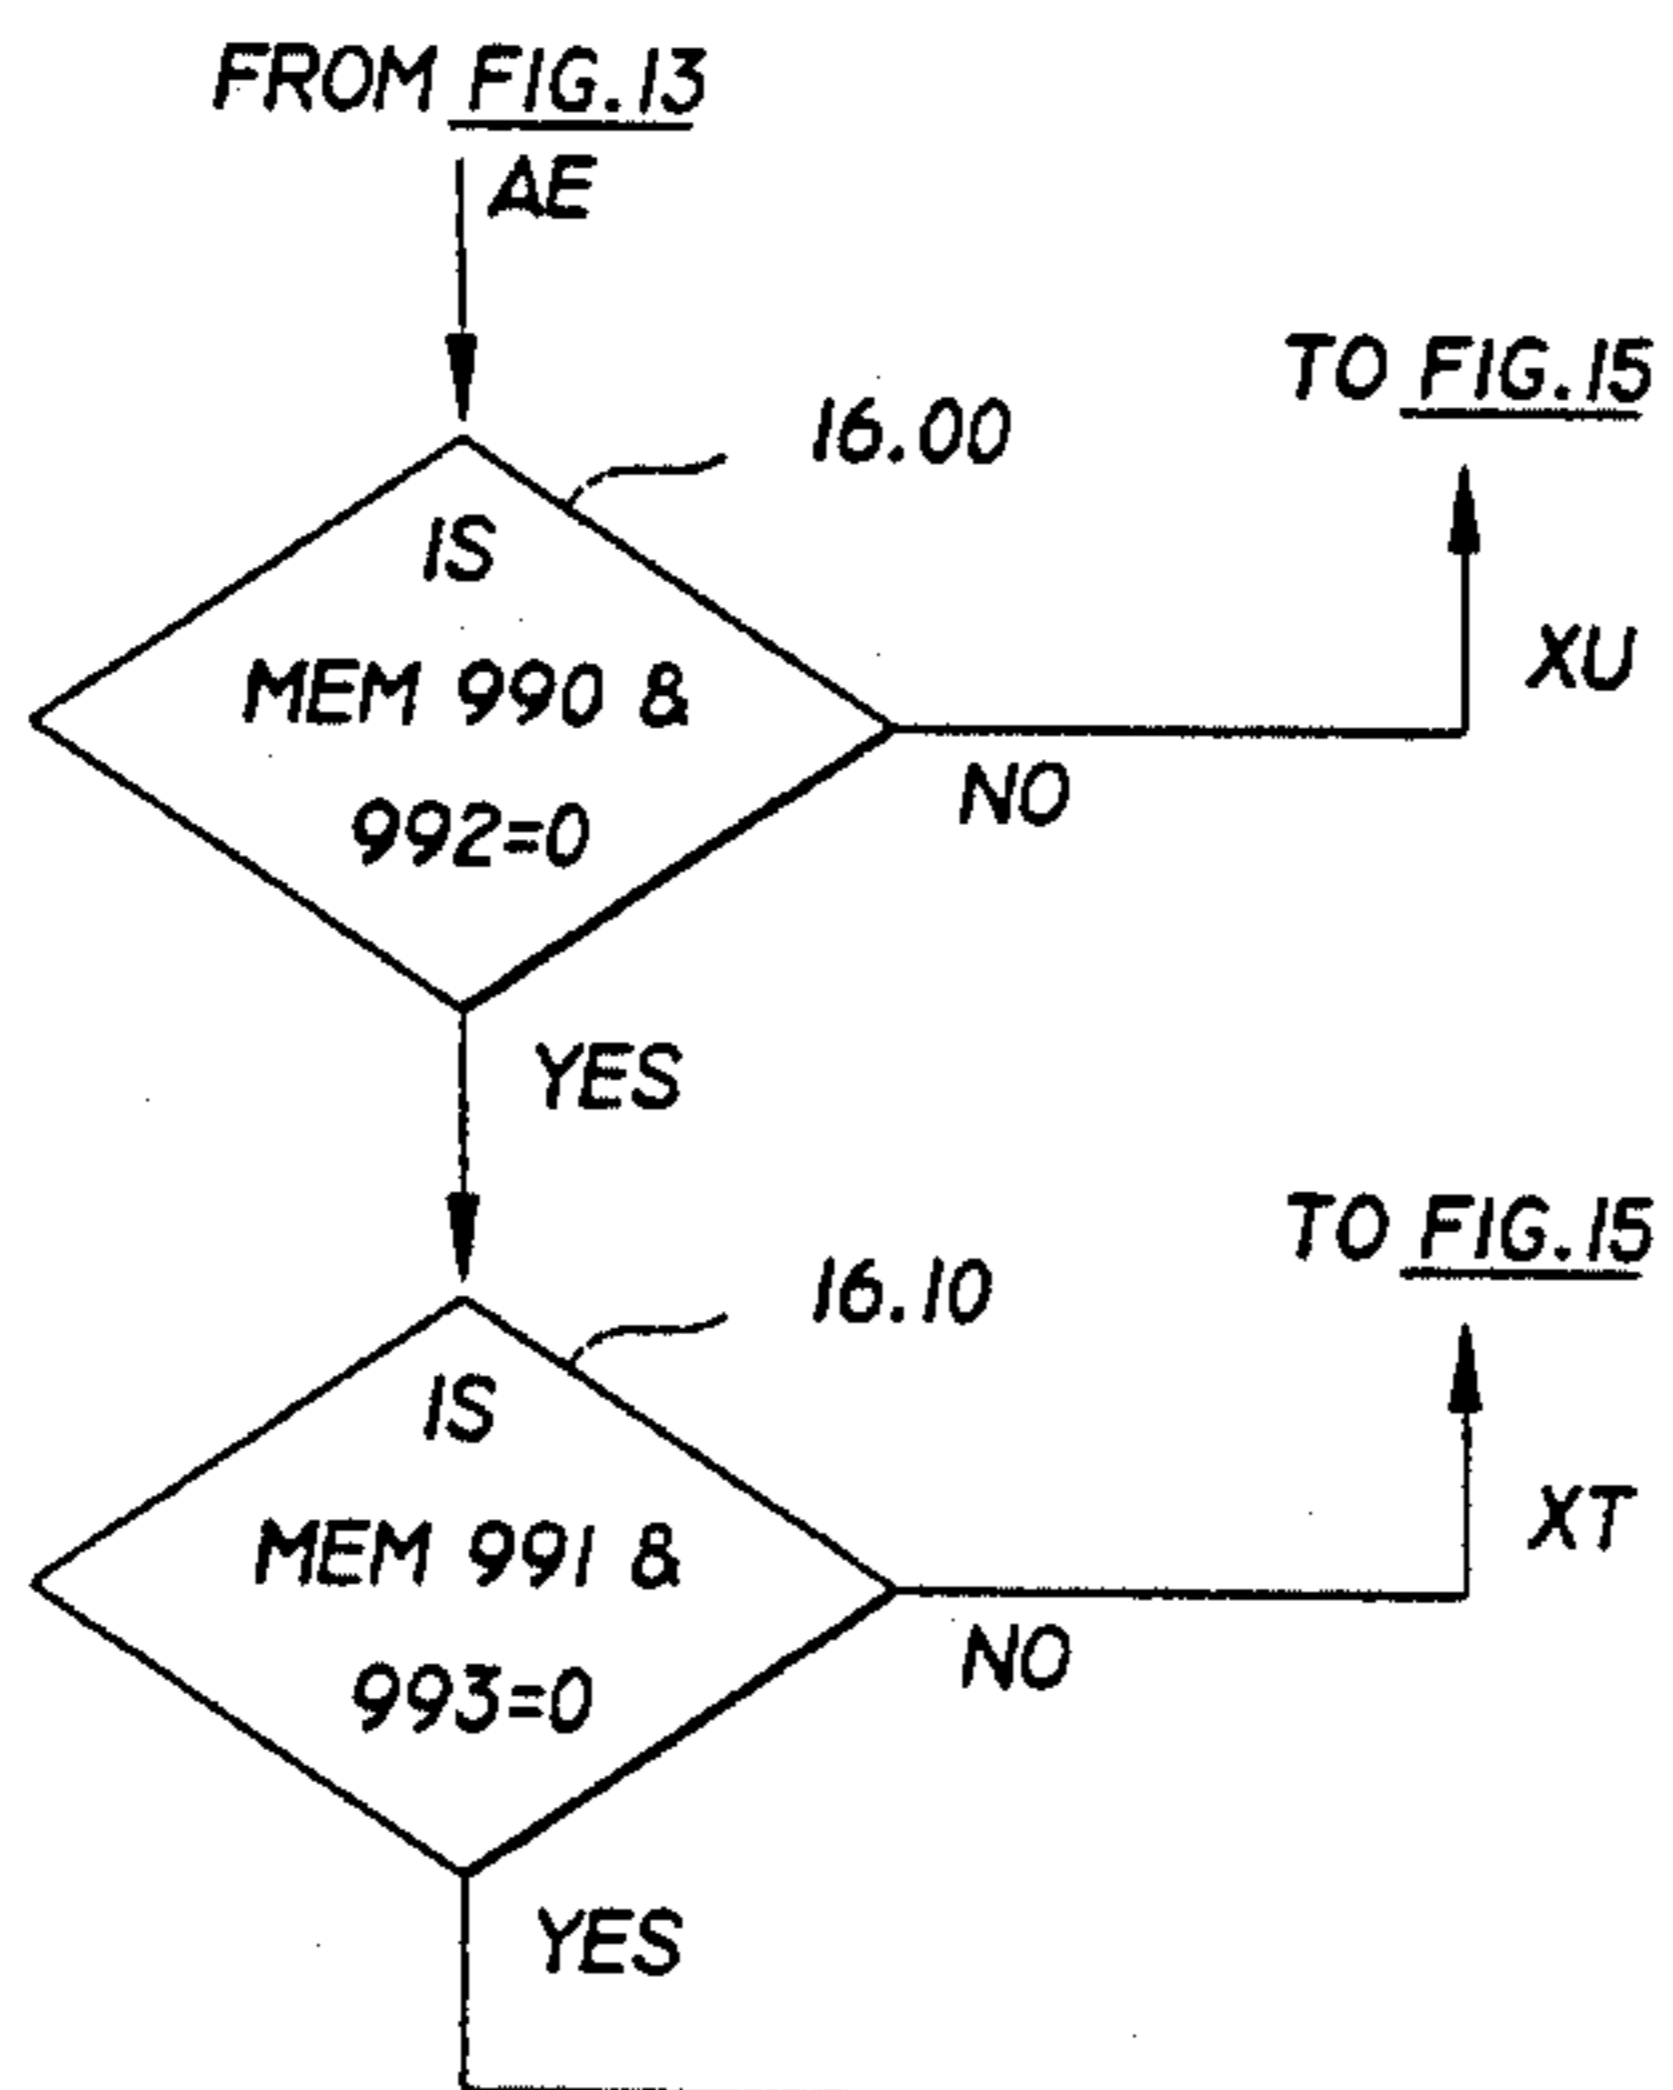 FROM FIG. 13
AE
TO FIG. 15
16.00
IS
MEM 990 &
992=0
XU
NO
YES
TO FIG. 15
16.10
IS
MEM 991 &
993=0
XT
NO
YES